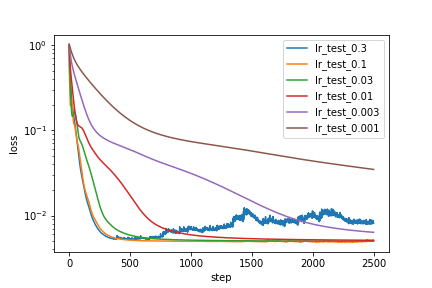 10⁰
10⁻¹
10⁻²
loss
lr_test_0.3
lr_test_0.1
lr_test_0.03
lr_test_0.01
lr_test_0.003
lr_test_0.001
0 500 1000 1500 2000 2500
step